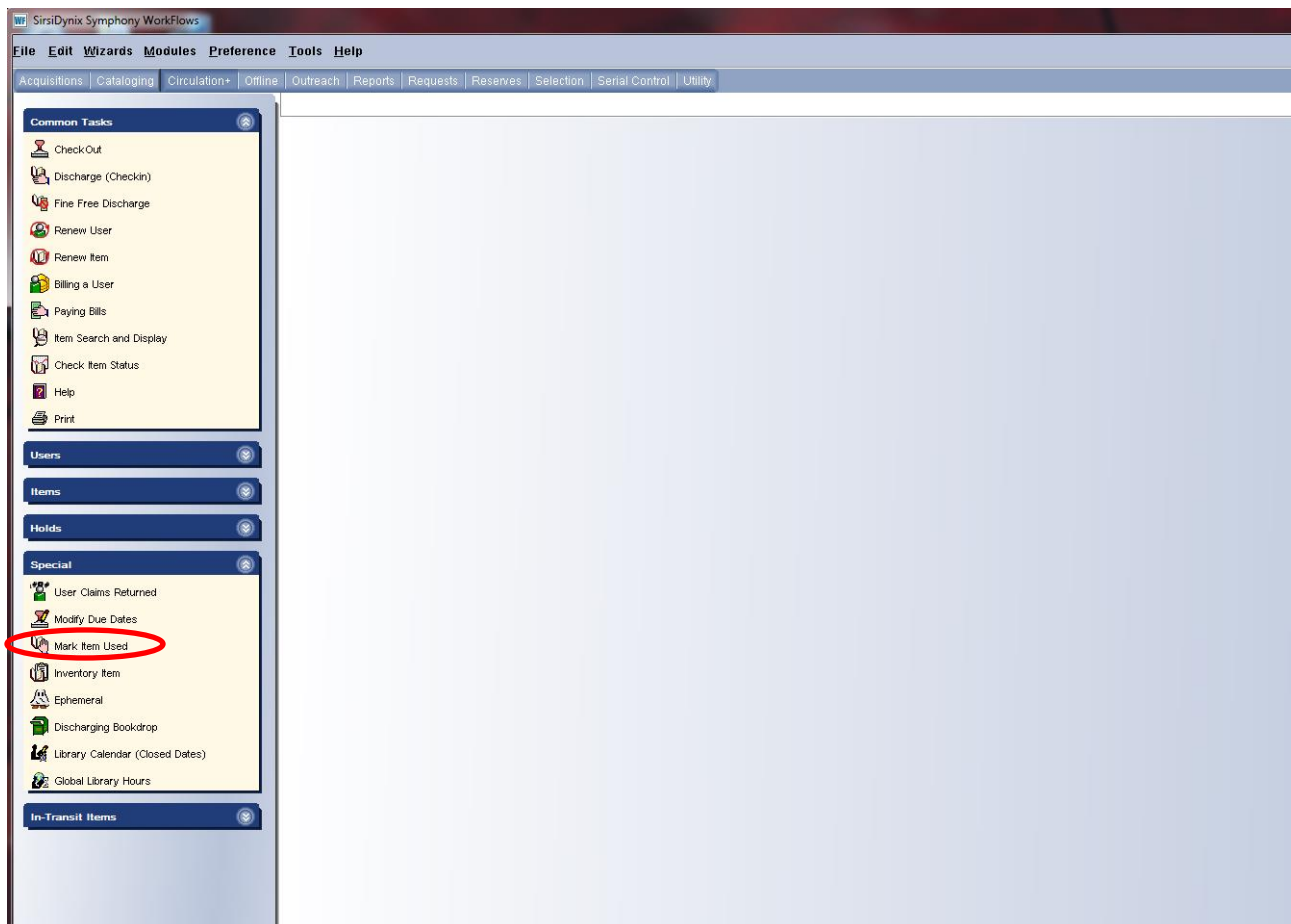 WF SirsiDynix Symphony WorkFlows
File Edit Wizards Modules Preference Tools Help
Acquisitions Cataloging Circulation+ Offline Outreach Reports Requests Reserves Selection Serial Control Utility
Common Tasks
CheckOut
Discharge (Checkin)
Fine Free Discharge
Renew User
Renew Item
Billing a User
Paying Bills
Item Search and Display
Check Item Status
Help
Print
Users
Items
Holds
Special
User Claims Returned
Modify Due Dates
Mark Item Used
Inventory Item
Ephemeral
Discharging Bookdrop
Library Calendar (Closed Dates)
Global Library Hours
In-Transit Items